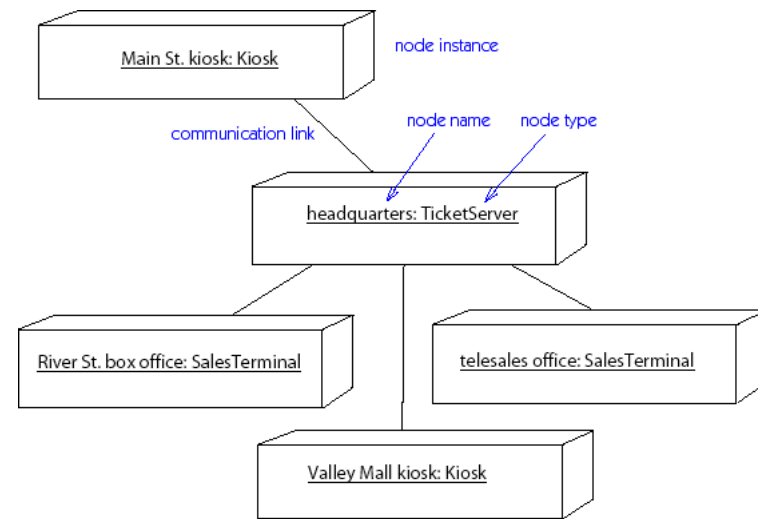 Main St. kiosk: Kiosk
node instance
communication link
node name
node type
headquarters: TicketServer
River St. box office: SalesTerminal
telesales office: SalesTerminal
Valley Mall kiosk: Kiosk